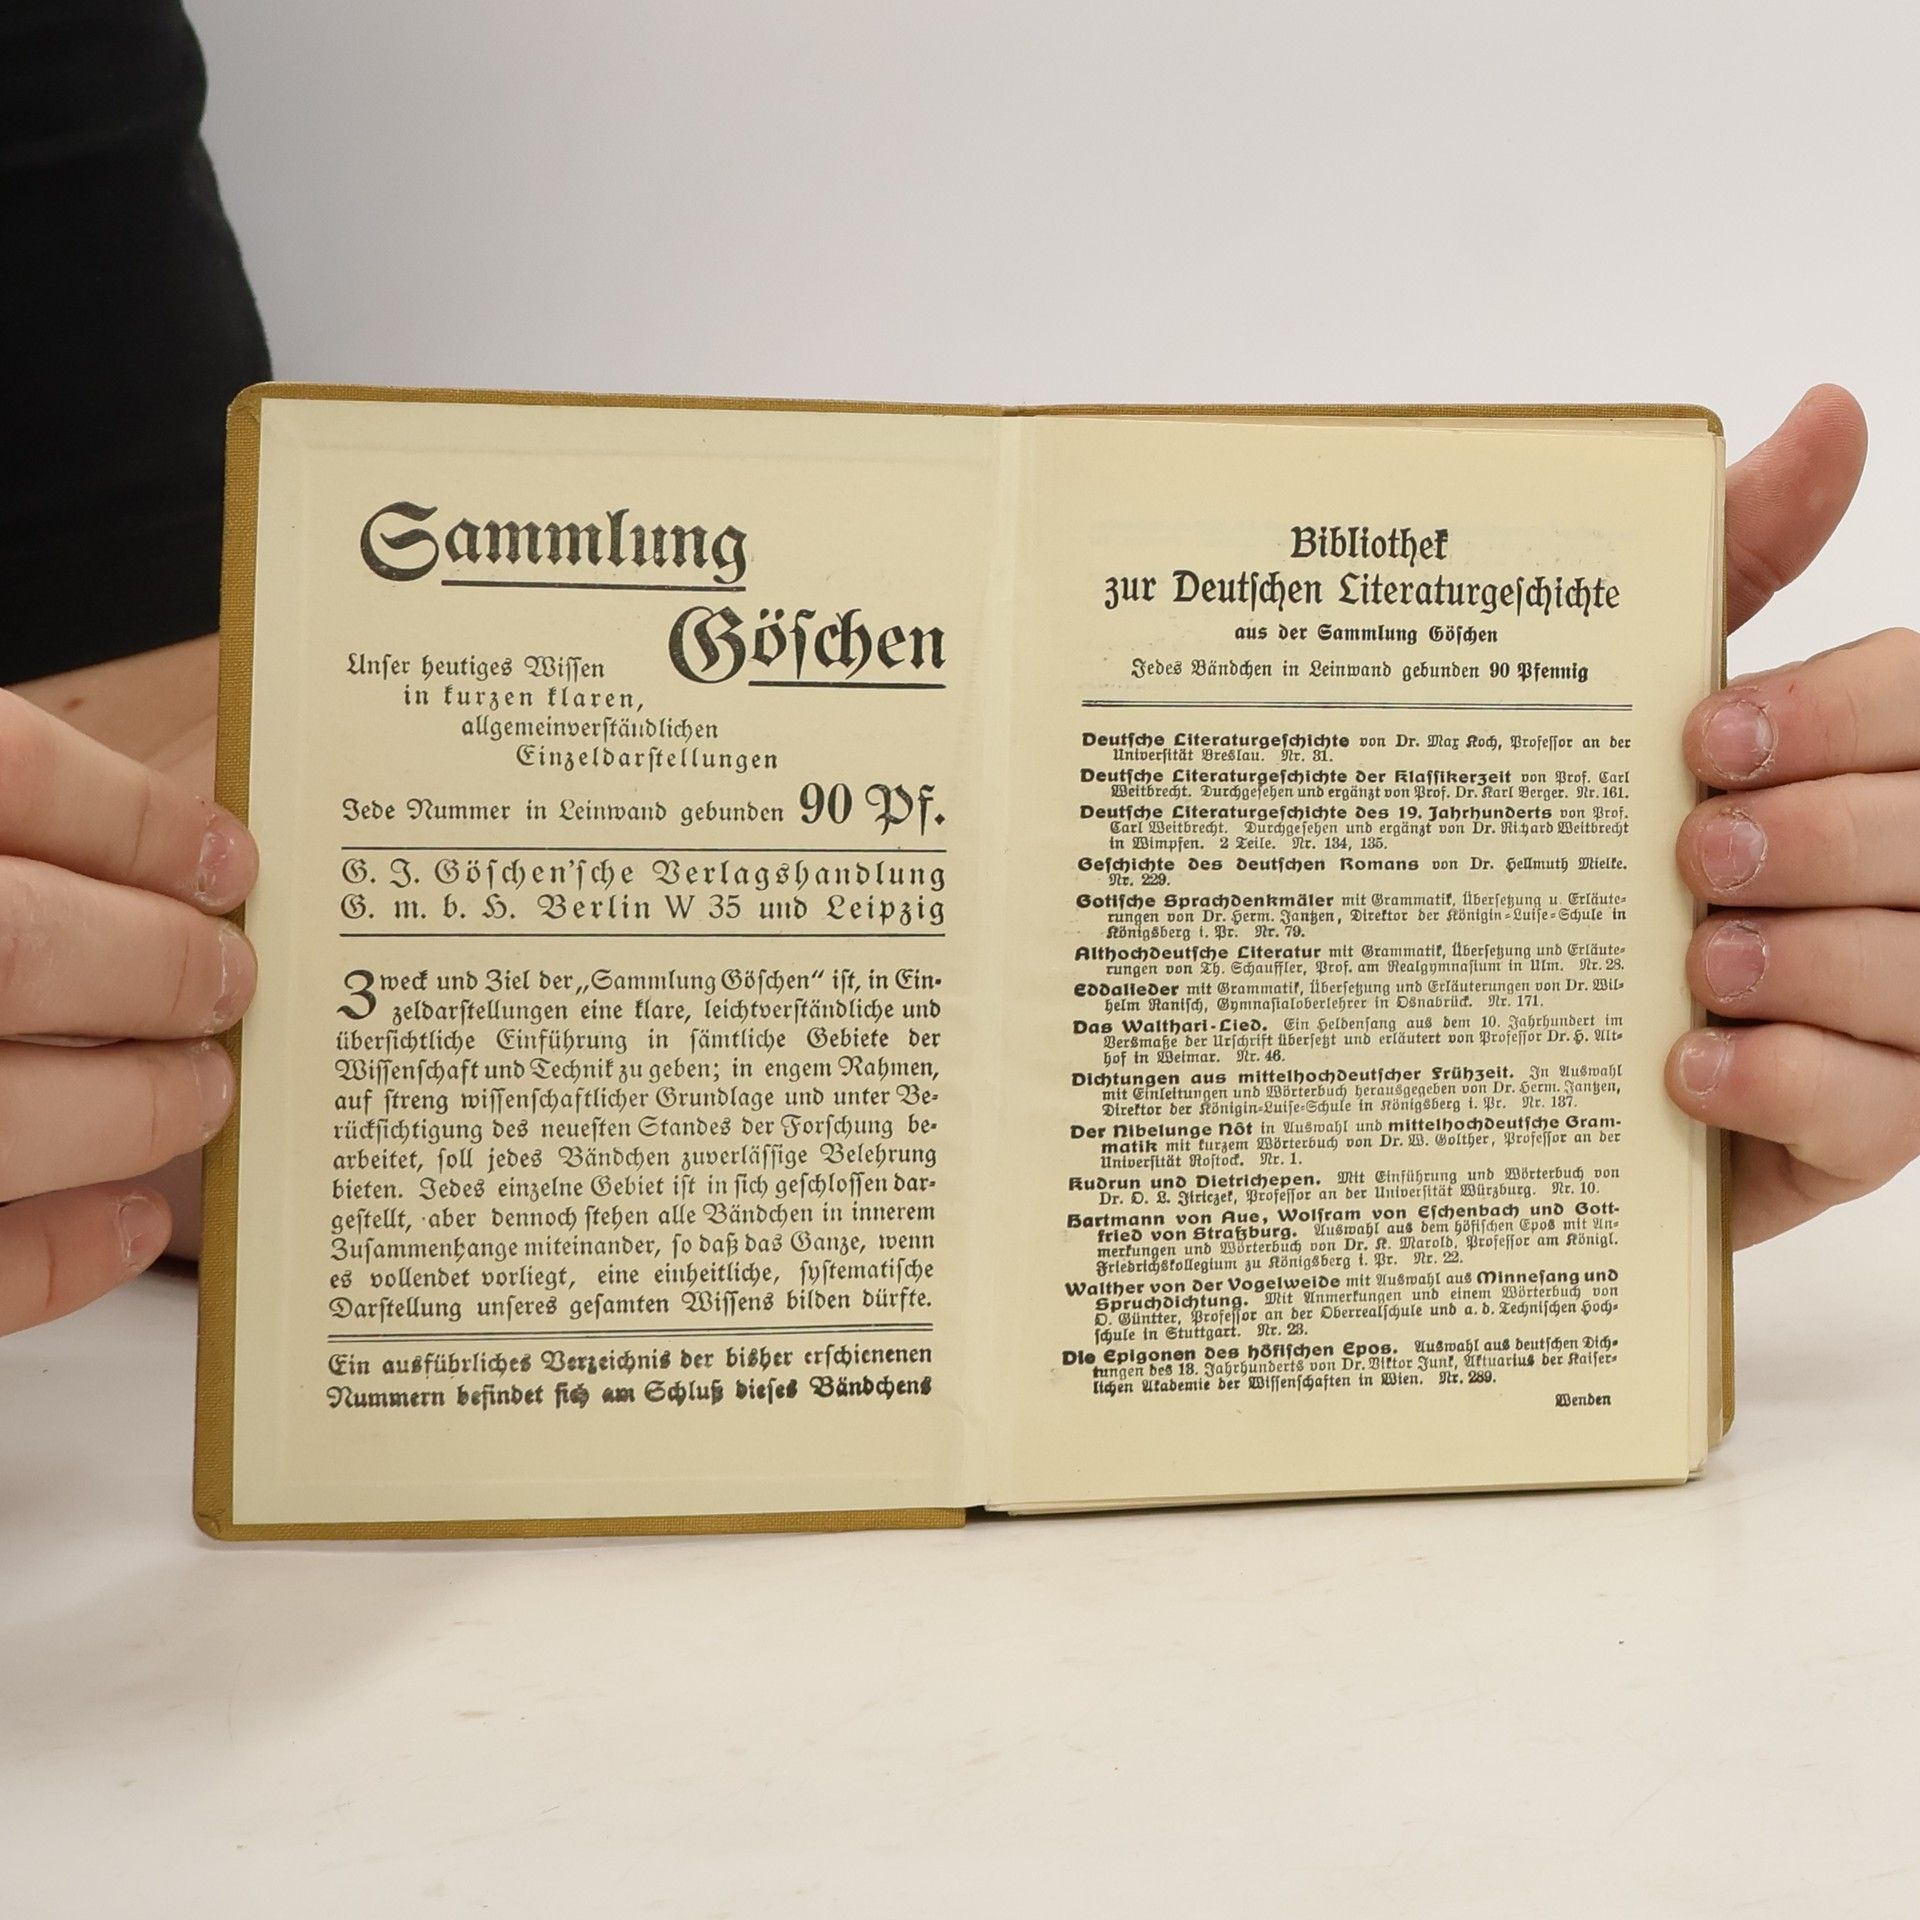 Sammlung
Göschen
Unser heutiges Wissen
in kurzen klaren,
allgemeinverständlichen
Einzeldarstellungen
Jede Nummer in Leinwand gebunden 90 Pf.
G. J. Göschen'sche Verlagshandlung
G. m. b. H. Berlin W 35 und Leipzig
Zweck und Ziel der „Sammlung Göschen“ ist, in Ein-
zeldarstellungen eine klare, leichtverständliche und
übersichtliche Einführung in sämtliche Gebiete der
Wissenschaft und Technik zu geben; in engem Rahmen,
auf streng wissenschaftlicher Grundlage und unter Be-
rücksichtigung des neuesten Standes der Forschung be-
arbeitet, soll jedes Bändchen zuverlässige Belehrung
bieten. Jedes einzelne Gebiet ist in sich geschlossen dar-
gestellt, aber dennoch stehen alle Bändchen in innerem
Zusammenhange miteinander, so daß das Ganze, wenn
es vollendet vorliegt, eine einheitliche, systematische
Darstellung unseres gesamten Wissens bilden dürfte.
Ein ausführliches Verzeichnis der bisher erschienenen
Nummern befindet sich am Schluß dieses Bändchens
Bibliothek
zur Deutschen Literaturgeschichte
aus der Sammlung Göschen
Jedes Bändchen in Leinwand gebunden 90 Pfennig
Deutsche Literaturgeschichte von Dr. Max Koch, Professor an der
Universität Breslau. Nr. 31.
Deutsche Literaturgeschichte der Klassikerzeit von Prof. Carl
Weitbrecht. Durchgesehen und ergänzt von Prof. Dr. Karl Berger. Nr. 161.
Deutsche Literaturgeschichte des 19. Jahrhunderts von Prof.
Carl Weitbrecht. Durchgesehen und ergänzt von Dr. Richard Weitbrecht
in Wimpfen. 2 Teile. Nr. 134, 135.
Geschichte des deutschen Romans von Dr. Hellmuth Mielke.
Nr. 229.
Gotische Sprachdenkmäler mit Grammatik, Übersetzung u. Erläute-
rungen von Dr. Herm. Jantzen, Direktor der Königin-Luise-Schule in
Königsberg i. Pr. Nr. 79.
Althochdeutsche Literatur mit Grammatik, Übersetzung und Erläute-
rungen von Th. Schauffler, Prof. am Realgymnasium in Ulm. Nr. 28.
Eddalieder mit Grammatik, Übersetzung und Erläuterungen von Dr. Wil-
helm Ranisch, Gymnasialoberlehrer in Osnabrück. Nr. 171.
Das Walthari-Lied. Ein Heldensang aus dem 10. Jahrhundert im
Versmaße der Urschrift übersetzt und erläutert von Professor Dr. H. Alt-
hof in Weimar. Nr. 46.
Dichtungen aus mittelhochdeutscher Frühzeit. In Auswahl
mit Einleitungen und Wörterbuch herausgegeben von Dr. Herm. Jantzen,
Direktor der Königin-Luise-Schule in Königsberg i. Pr. Nr. 137.
Der Nibelunge Nôt in Auswahl und mittelhochdeutsche Gram-
matik mit kurzem Wörterbuch von Dr. W. Golther, Professor an der
Universität Rostock. Nr. 1.
Kudrun und Dietrichepen. Mit Einführung und Wörterbuch von
Dr. O. L. Jiriczek, Professor an der Universität Würzburg. Nr. 10.
Hartmann von Aue, Wolfram von Eschenbach und Gott-
fried von Straßburg. Auswahl aus dem höfischen Epos mit An-
merkungen und Wörterbuch von Dr. K. Marold, Professor am Königl.
Friedrichskollegium zu Königsberg i. Pr. Nr. 22.
Walther von der Vogelweide mit Auswahl aus Minnesang und
Spruchdichtung. Mit Anmerkungen und einem Wörterbuch von
O. Güntter, Professor an der Oberrealschule und a. d. Technischen Hoch-
schule in Stuttgart. Nr. 23.
Die Epigonen des höfischen Epos. Auswahl aus deutschen Dich-
tungen des 13. Jahrhunderts von Dr. Viktor Junk, Aktuarius der Kaiser-
lichen Akademie der Wissenschaften in Wien. Nr. 289.
Wenden